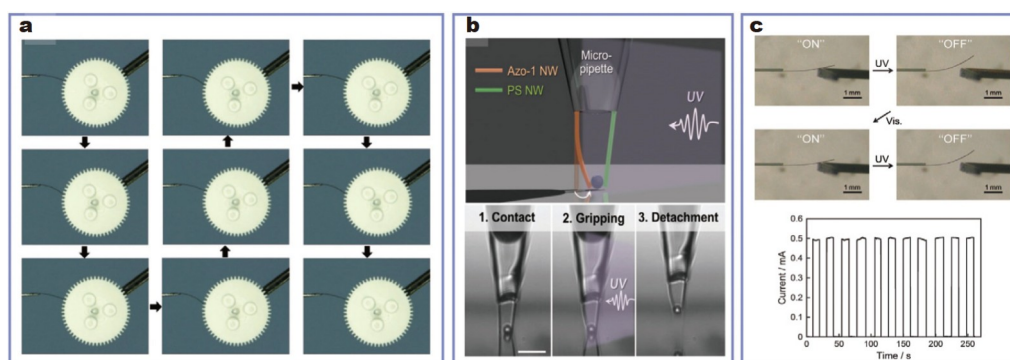 a
b
Micro-
pipette
Azo-1 NW
PS NW
UV
1. Contact
2. Gripping
3. Detachment
UV
c
"ON"
"OFF"
UV
1 mm
1 mm
Vis.
"ON"
"OFF"
UV
1 mm
1 mm
Current / mA
0.6
0.5
0.4
0.3
0.2
0.1
0
0 50 100 150 200 250
Time / s